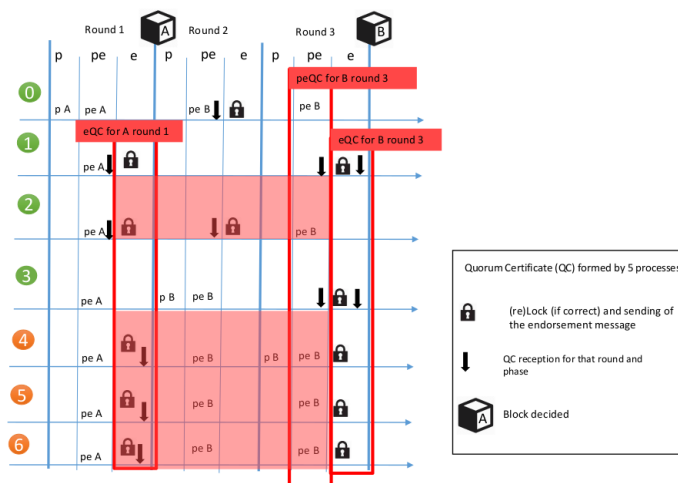 Round 1 A Round 2 Round 3 B
p pe e p pe e p pe e
peQC for B round 3
0 p A pe A pe B pe B
eQC for A round 1 eQC for B round 3
1 pe A
2 pe A pe B
3 pe A p B pe B
4 pe A pe B p B pe B
5 pe A pe B pe B
6 pe A pe B pe B
Quorum Certificate (QC) formed by 5 processes
(re)Lock (if correct) and sending of
the endorsement message
QC reception for that round and
phase
A Block decided